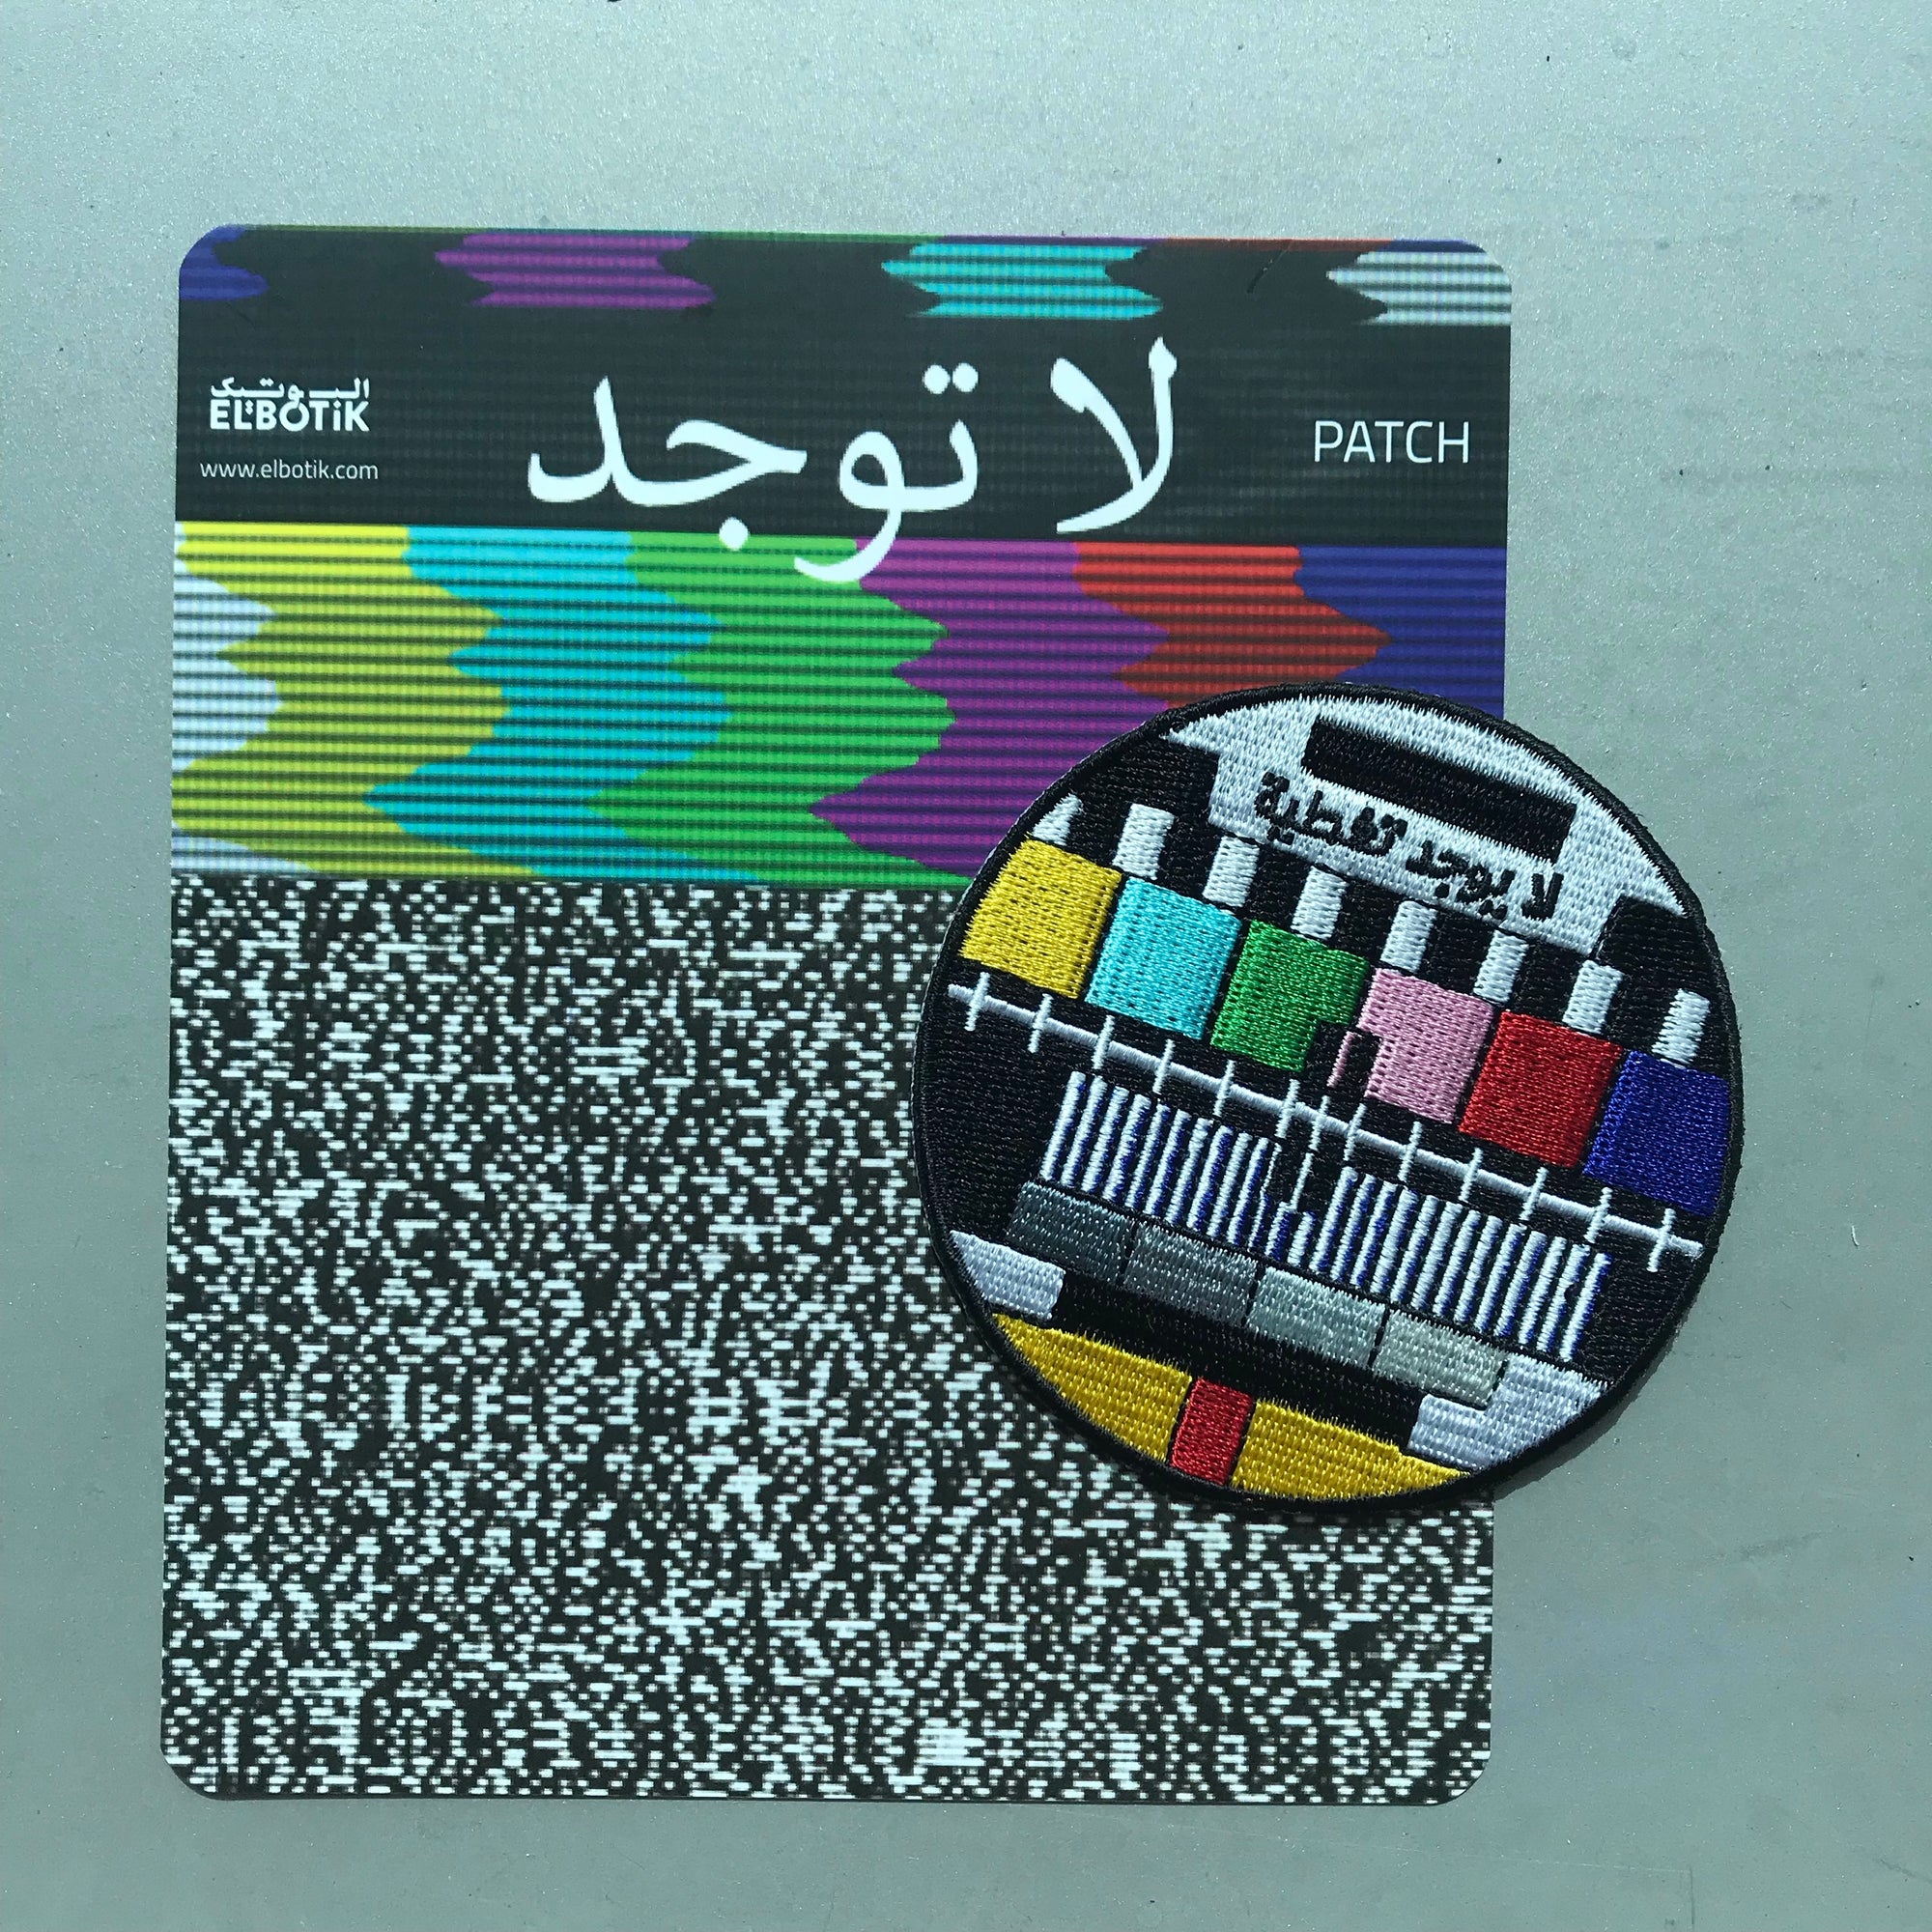 البوتيك
ELBOTiK
www.elbotik.com
لا توجد
PATCH
لا يوجد تغطية